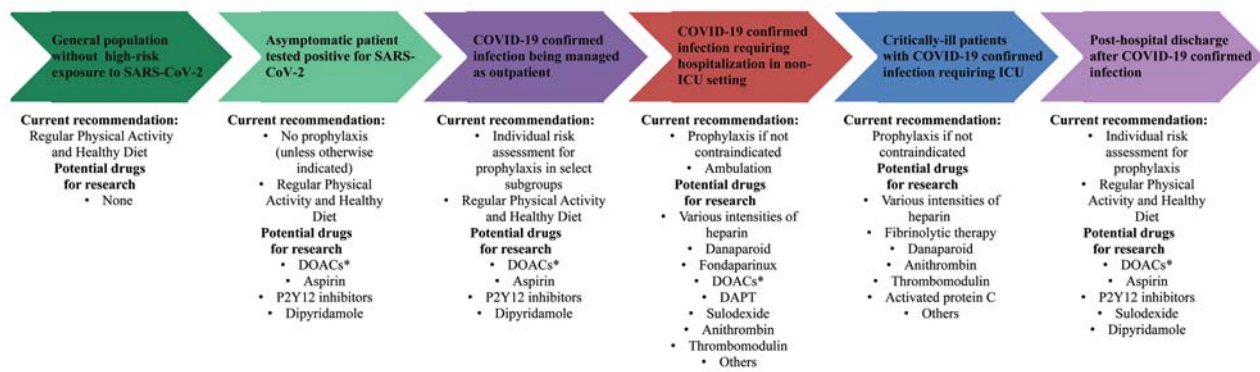 General population
without high-risk
exposure to SARS-CoV-2
Current recommendation:
Regular Physical Activity
and Healthy Diet
Potential drugs
for research
• None
Asymptomatic patient
tested positive for SARS-
CoV-2
Current recommendation:
• No prophylaxis
(unless otherwise
indicated)
• Regular Physical
Activity and Healthy
Diet
Potential drugs
for research
• DOACs*
• Aspirin
• P2Y12 inhibitors
• Dipyridamole
COVID-19 confirmed
infection being managed
as outpatient
Current recommendation:
• Individual risk
assessment for
prophylaxis in select
subgroups
• Regular Physical
Activity and Healthy Diet
Potential drugs
for research
• DOACs*
• Aspirin
• P2Y12 inhibitors
• Dipyridamole
COVID-19 confirmed
infection requiring
hospitalization in non-
ICU setting
Current recommendation:
• Prophylaxis if not
contraindicated
• Ambulation
Potential drugs
for research
• Various intensities of
heparin
• Danaparoid
• Fondaparinux
• DOACs*
• DAPT
• Sulodexide
• Anithrombin
• Thrombomodulin
• Others
Critically-ill patients
with COVID-19 confirmed
infection requiring ICU
Current recommendation:
Prophylaxis if not
contraindicated
Potential drugs
for research
• Various intensities of
heparin
• Fibrinolytic therapy
• Danaparoid
• Anithrombin
• Thrombomodulin
• Activated protein C
• Others
Post-hospital discharge
after COVID-19 confirmed
infection
Current recommendation:
• Individual risk
assessment for
prophylaxis
• Regular Physical
Activity and Healthy
Diet
Potential drugs
for research
• DOACs*
• Aspirin
• P2Y12 inhibitors
• Sulodexide
• Dipyridamole